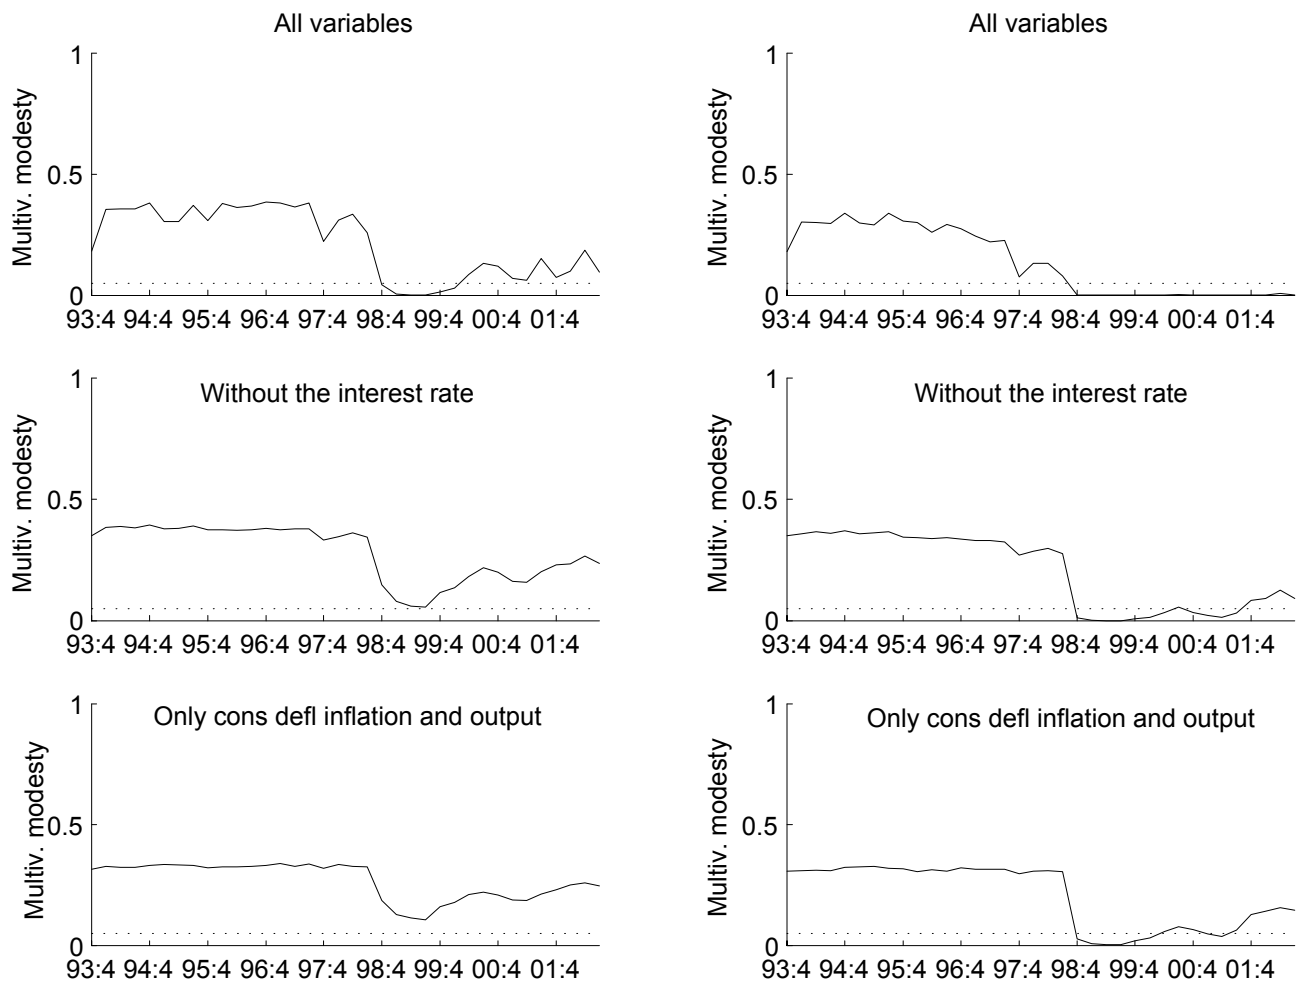 All variables
1
Multiv. modesty
0.5
0
93:4 94:4 95:4 96:4 97:4 98:4 99:4 00:4 01:4
All variables
1
Multiv. modesty
0.5
0
93:4 94:4 95:4 96:4 97:4 98:4 99:4 00:4 01:4
Without the interest rate
1
Multiv. modesty
0.5
0
93:4 94:4 95:4 96:4 97:4 98:4 99:4 00:4 01:4
Without the interest rate
1
Multiv. modesty
0.5
0
93:4 94:4 95:4 96:4 97:4 98:4 99:4 00:4 01:4
Only cons defl inflation and output
1
Multiv. modesty
0.5
0
93:4 94:4 95:4 96:4 97:4 98:4 99:4 00:4 01:4
Only cons defl inflation and output
1
Multiv. modesty
0.5
0
93:4 94:4 95:4 96:4 97:4 98:4 99:4 00:4 01:4